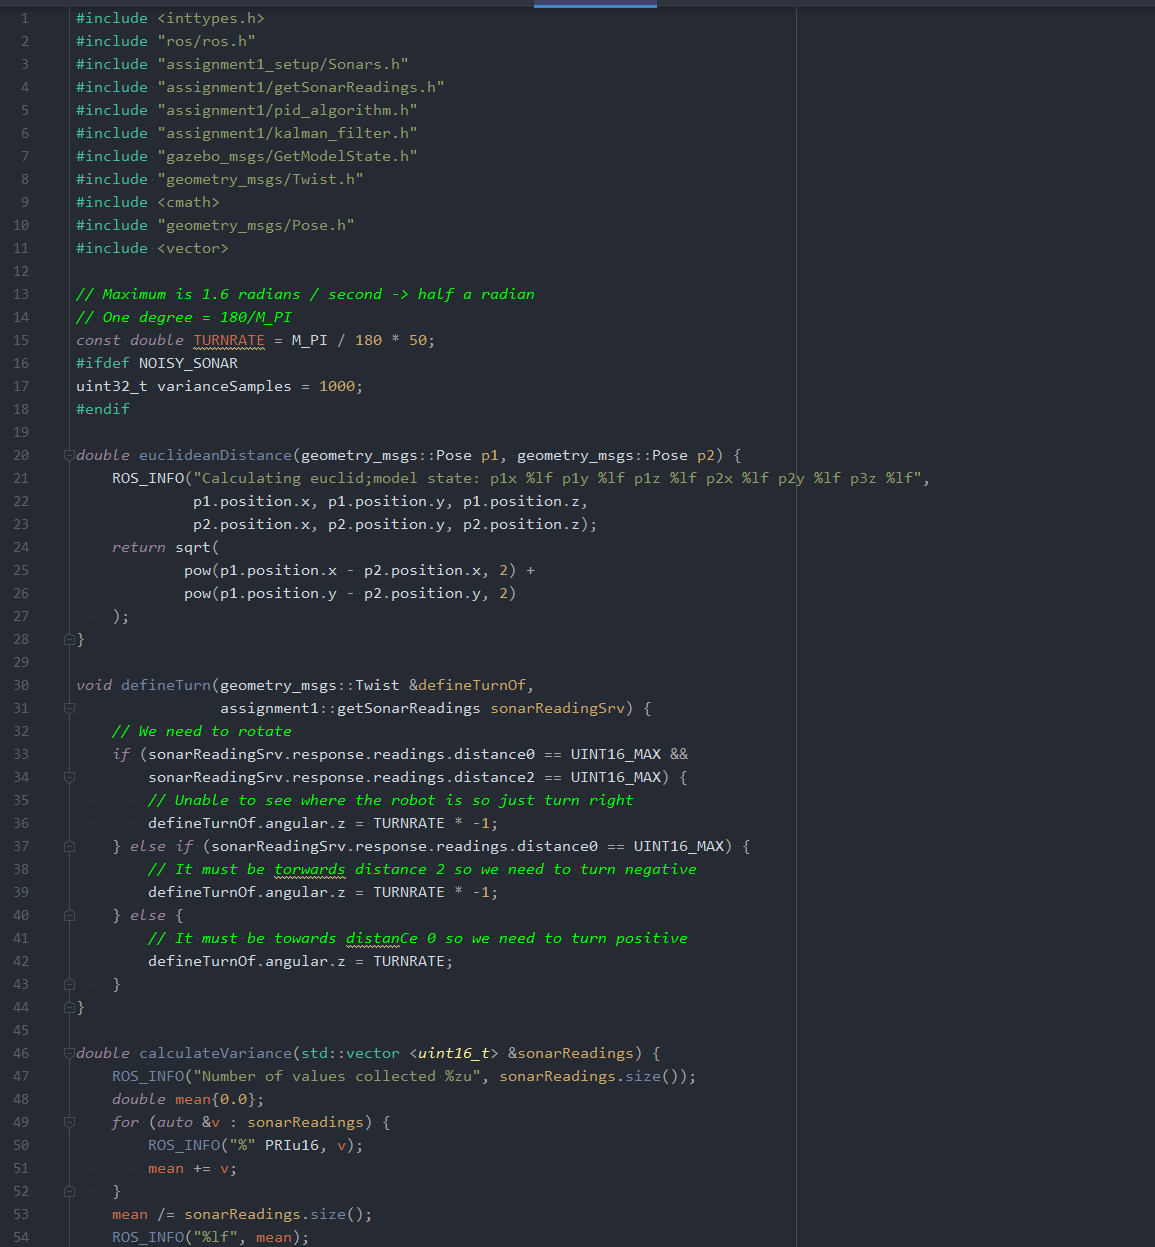 1 #include <inttypes.h>
2 #include "ros/ros.h"
3 #include "assignment1_setup/Sonars.h"
4 #include "assignment1/getSonarReadings.h"
5 #include "assignment1/pid_algorithm.h"
6 #include "assignment1/kalman_filter.h"
7 #include "gazebo_msgs/GetModelState.h"
8 #include "geometry_msgs/Twist.h"
9 #include <cmath>
10 #include "geometry_msgs/Pose.h"
11 #include <vector>
12
13 // Maximum is 1.6 radians / second -> half a radian
14 // One degree = 180/M_PI
15 const double TURNRATE = M_PI / 180 * 50;
16 #ifdef NOISY_SONAR
17 uint32_t varianceSamples = 1000;
18 #endif
19
20 double euclideanDistance(geometry_msgs::Pose p1, geometry_msgs::Pose p2) {
21     ROS_INFO("Calculating euclid;model state: p1x %lf p1y %lf p1z %lf p2x %lf p2y %lf p3z %lf",
22              p1.position.x, p1.position.y, p1.position.z,
23              p2.position.x, p2.position.y, p2.position.z);
24     return sqrt(
25             pow(p1.position.x - p2.position.x, 2) +
26             pow(p1.position.y - p2.position.y, 2)
27     );
28 }
29
30 void defineTurn(geometry_msgs::Twist &defineTurnOf,
31                 assignment1::getSonarReadings sonarReadingSrv) {
32     // We need to rotate
33     if (sonarReadingSrv.response.readings.distance0 == UINT16_MAX &&
34         sonarReadingSrv.response.readings.distance2 == UINT16_MAX) {
35         // Unable to see where the robot is so just turn right
36         defineTurnOf.angular.z = TURNRATE * -1;
37     } else if (sonarReadingSrv.response.readings.distance0 == UINT16_MAX) {
38         // It must be torwards distance 2 so we need to turn negative
39         defineTurnOf.angular.z = TURNRATE * -1;
40     } else {
41         // It must be towards distanCe 0 so we need to turn positive
42         defineTurnOf.angular.z = TURNRATE;
43     }
44 }
45
46 double calculateVariance(std::vector <uint16_t> &sonarReadings) {
47     ROS_INFO("Number of values collected %zu", sonarReadings.size());
48     double mean{0.0};
49     for (auto &v : sonarReadings) {
50         ROS_INFO("%" PRIu16, v);
51         mean += v;
52     }
53     mean /= sonarReadings.size();
54     ROS_INFO("%lf", mean);